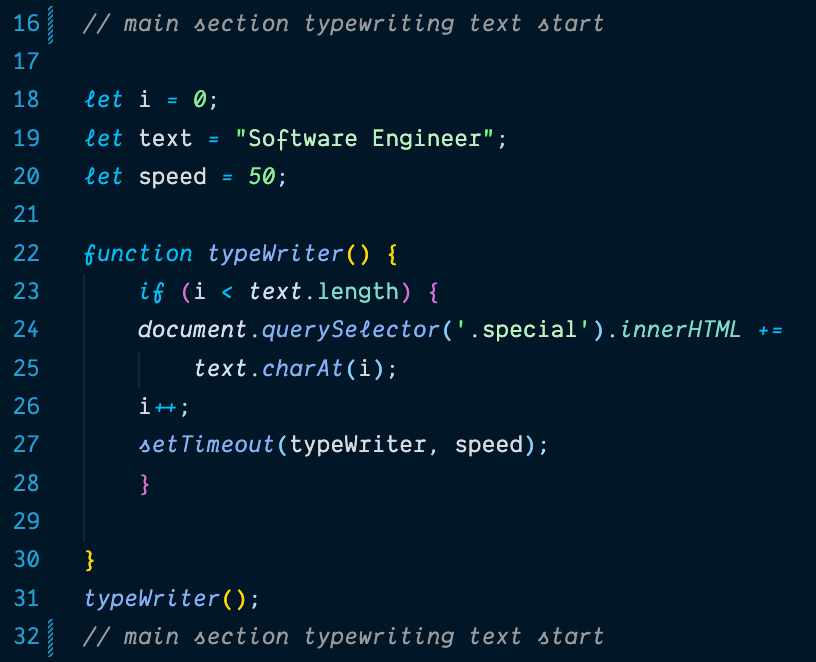 16 // main section typewriting text start
17
18 let i = 0;
19 let text = "Software Engineer";
20 let speed = 50;
21
22 function typeWriter() {
23 if (i < text.length) {
24 document.querySelector('.special').innerHTML +=
25 text.charAt(i);
26 i++;
27 setTimeout(typeWriter, speed);
28 }
29
30 }
31 typeWriter();
32 // main section typewriting text start